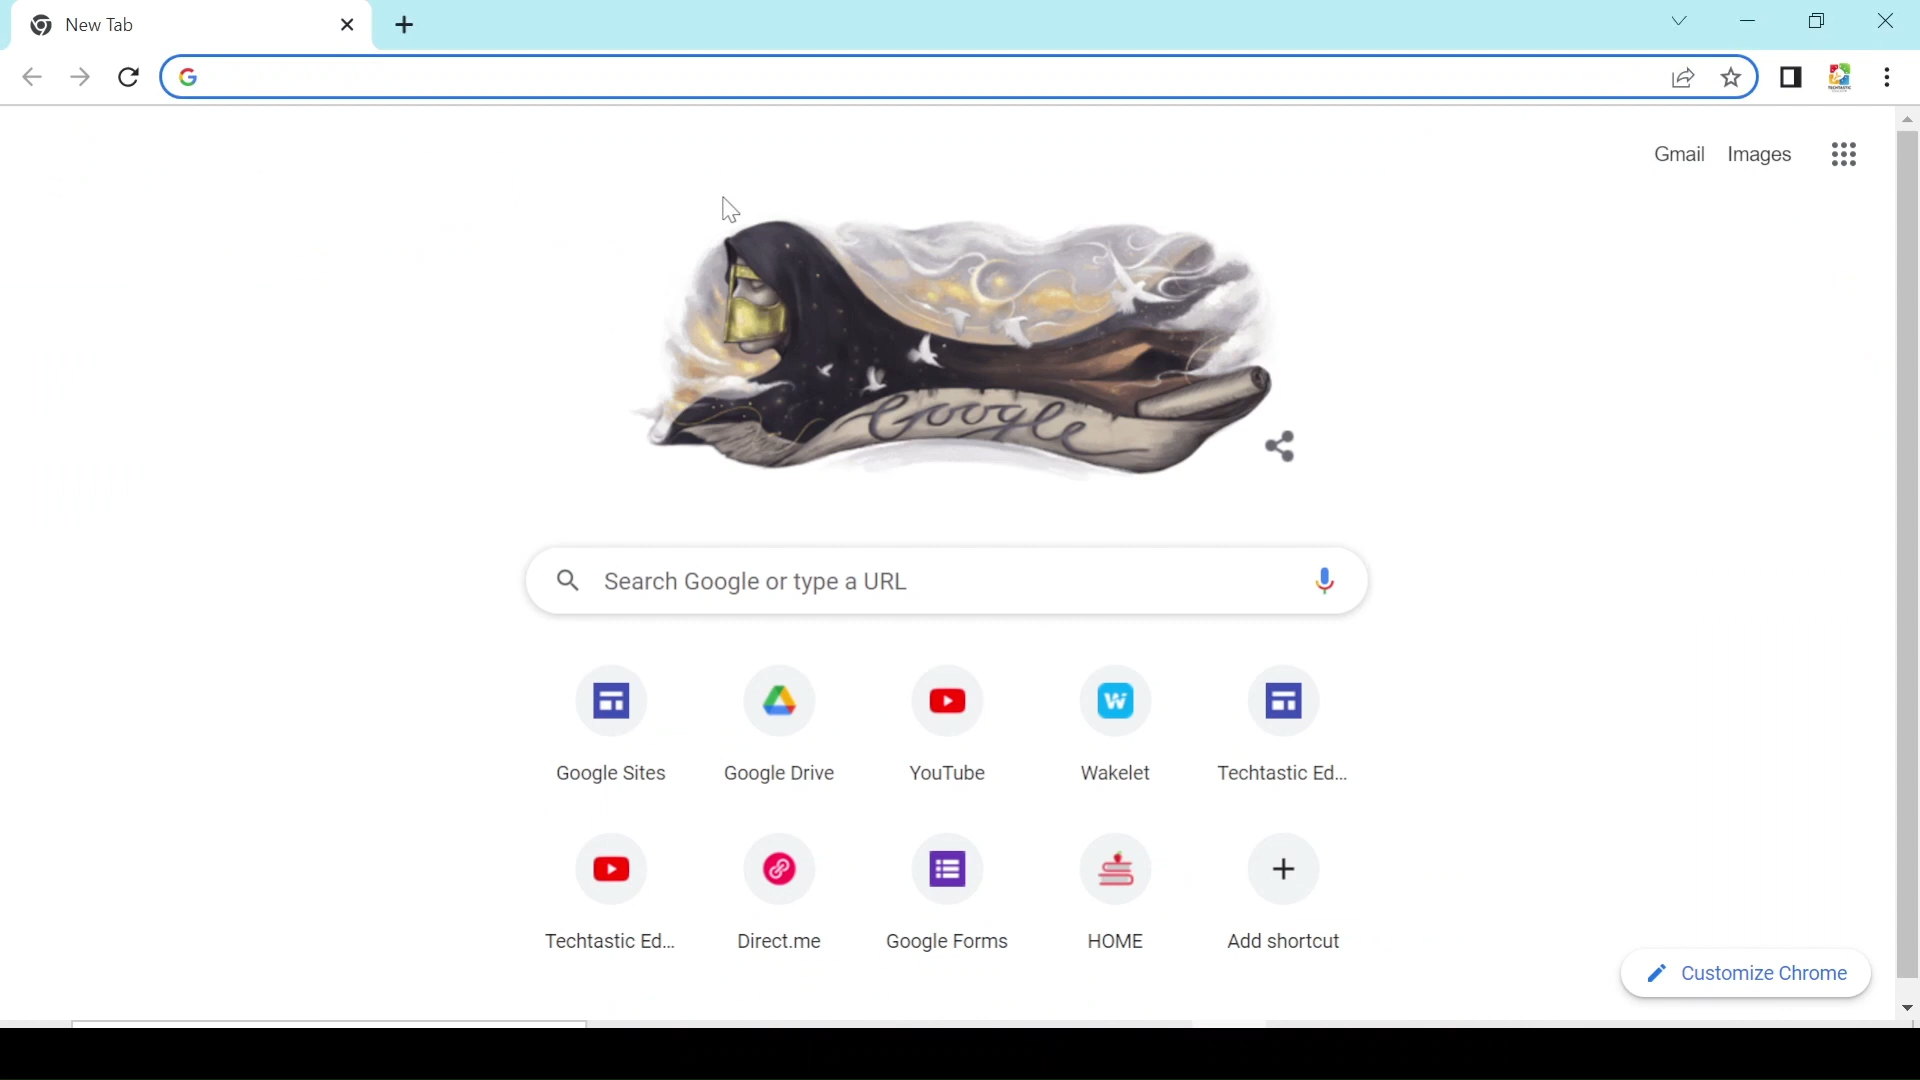 New Tab
Gmail Images
Google
Search Google or type a URL
Google Sites Google Drive YouTube Wakelet Techtastic Ed...
Techtastic Ed... Direct.me Google Forms HOME Add shortcut
Customize Chrome